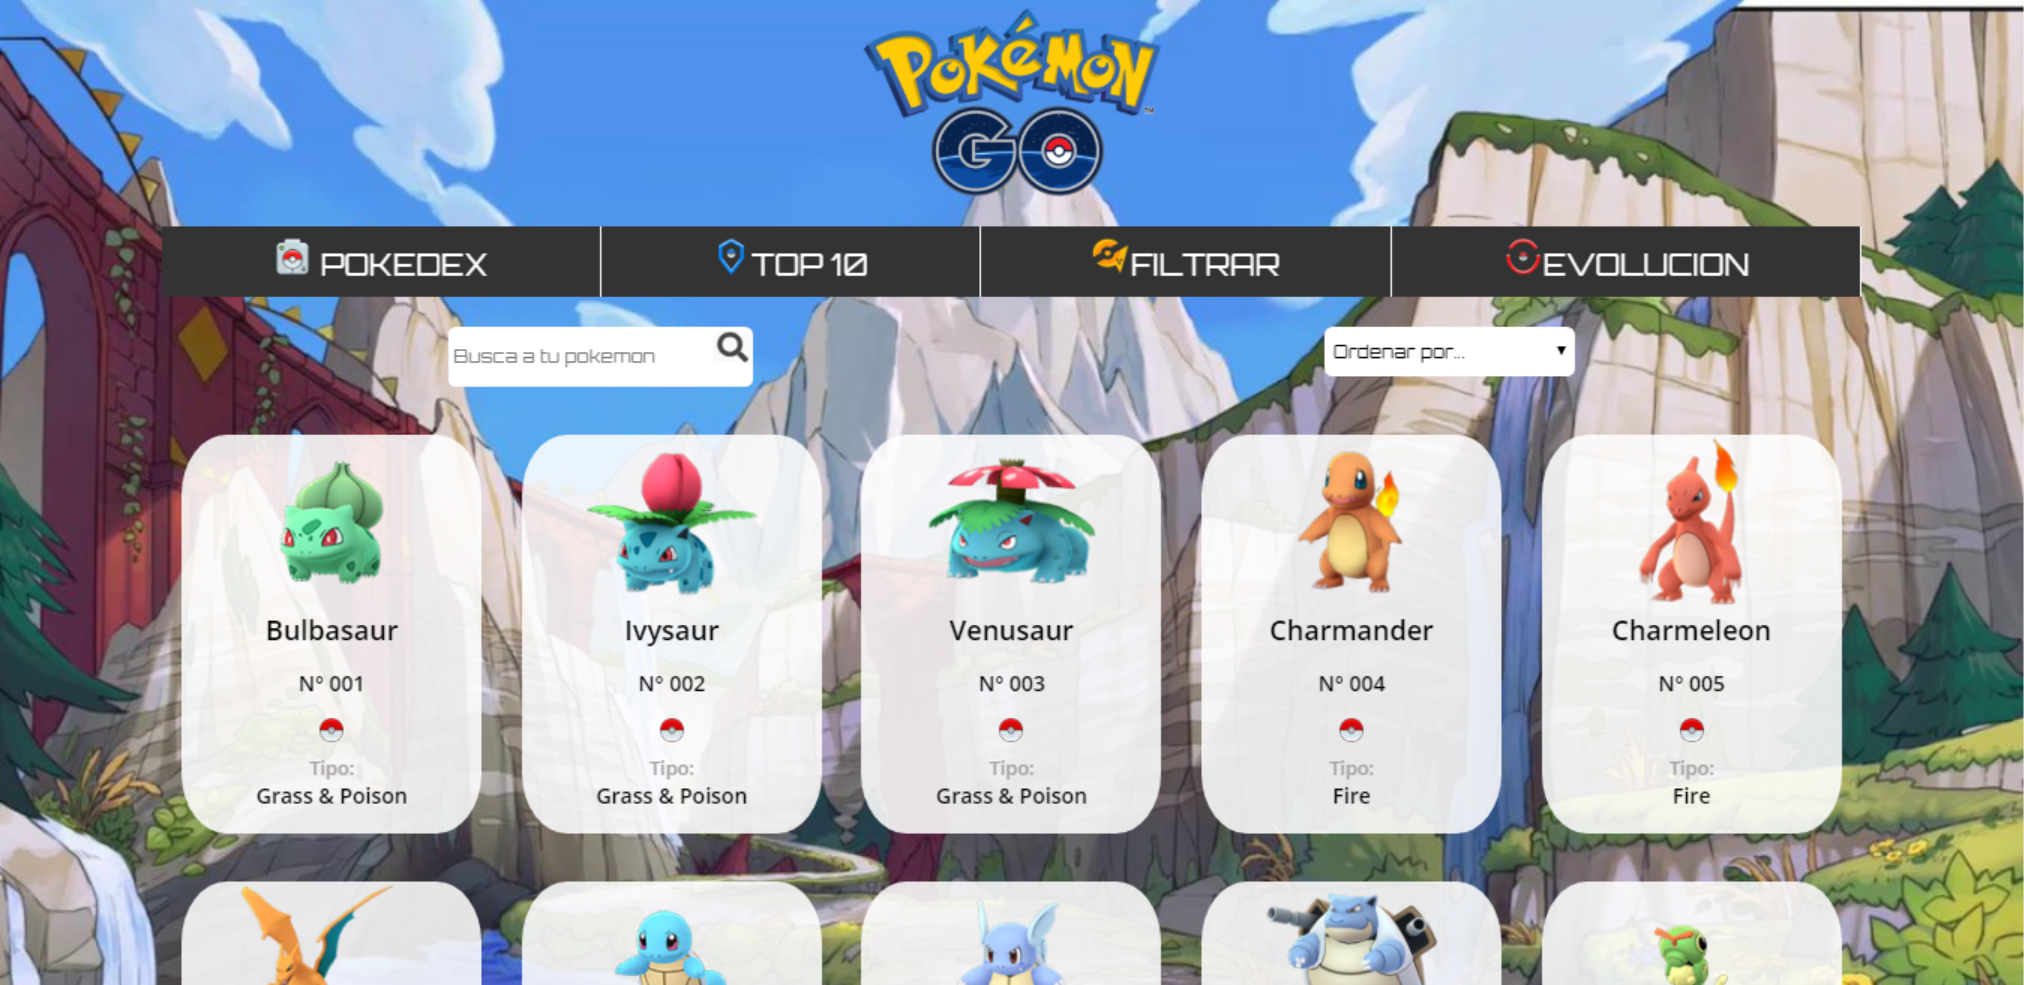 POKÉMON
GO
POKEDEX
TOP 10
FILTRAR
EVOLUCION
Busca a tu pokemon
Ordenar por...
Bulbasaur
N° 001
Tipo:
Grass & Poison
Ivysaur
N° 002
Tipo:
Grass & Poison
Venusaur
N° 003
Tipo:
Grass & Poison
Charmander
N° 004
Tipo:
Fire
Charmeleon
N° 005
Tipo:
Fire